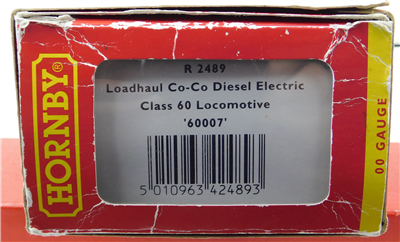 HORNBY
R 2489
Loadhaul Co-Co Diesel Electric
Class 60 Locomotive
'60007'
5 010963 424893
00 GAUGE